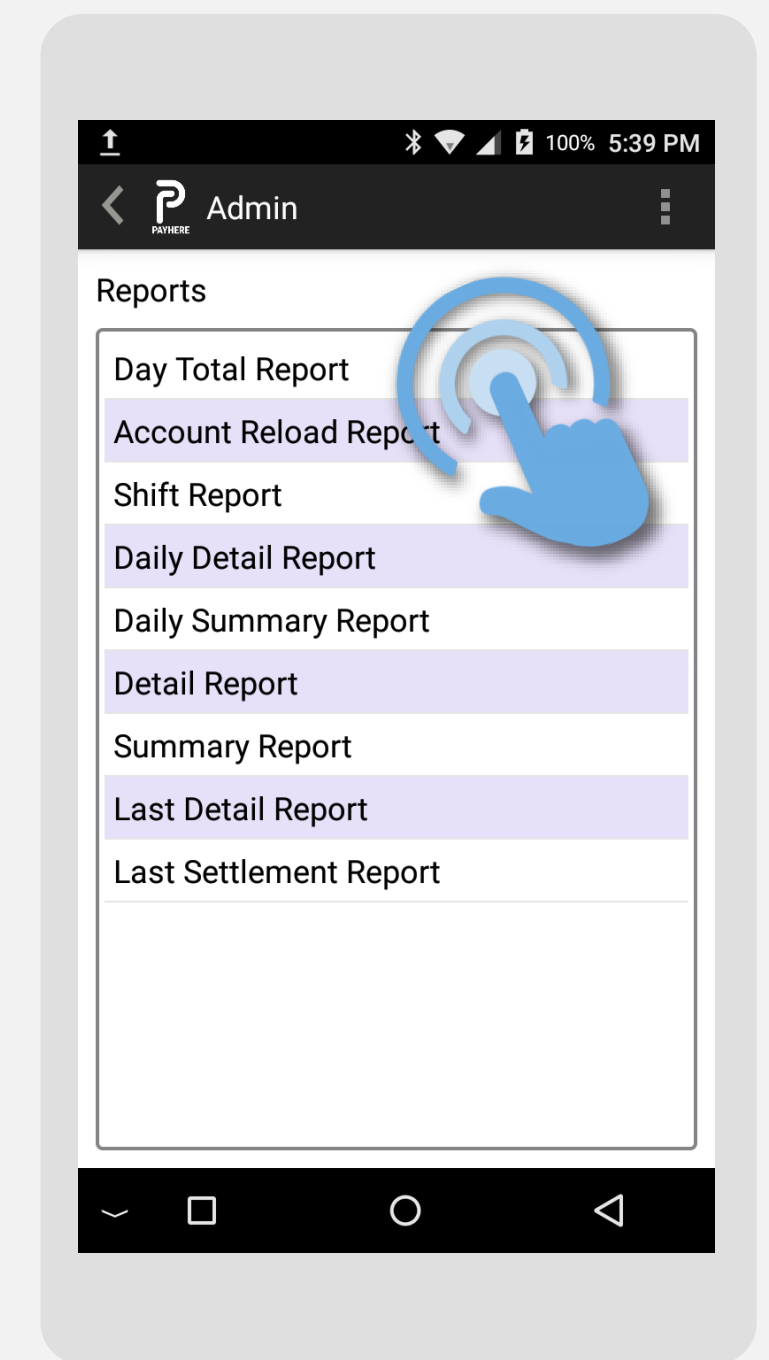 100% 5:39 PM
PAYHERE
Admin
Reports
Day Total Report
Account Reload Report
Shift Report
Daily Detail Report
Daily Summary Report
Detail Report
Summary Report
Last Detail Report
Last Settlement Report